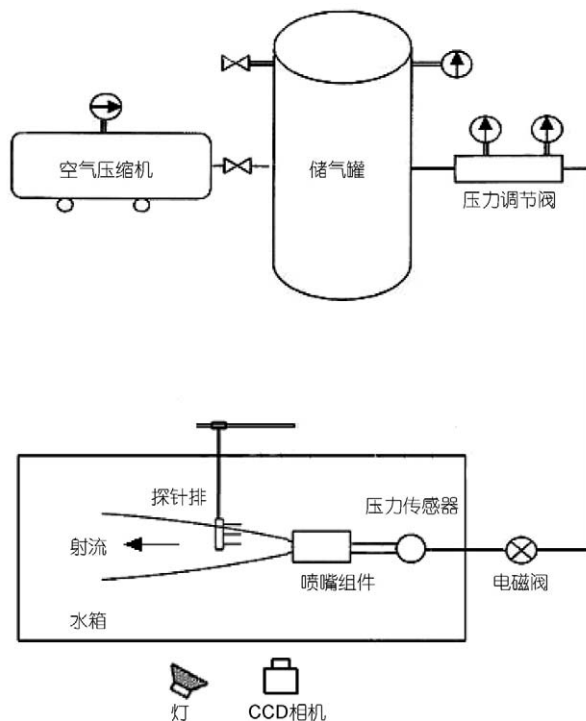 空气压缩机
储气罐
压力调节阀
探针排
压力传感器
射流
喷嘴组件
电磁阀
水箱
灯
CCD相机